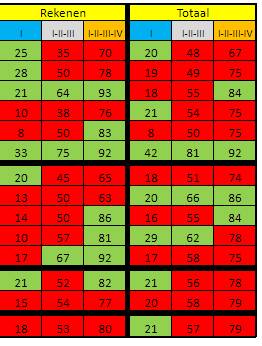 Rekenen Totaal
I I-II-III I-II-III-IV I I-II-III I-II-III-IV
25 35 70 20 48 67
28 50 78 19 49 75
21 64 93 18 55 84
10 38 76 21 54 75
8 50 83 8 50 75
33 75 92 42 81 92
20 45 65 18 51 74
13 50 63 20 66 86
14 50 86 16 55 84
10 57 81 29 62 78
17 67 92 17 58 75
21 52 82 21 56 78
15 54 77 20 58 79
18 53 80 21 57 79